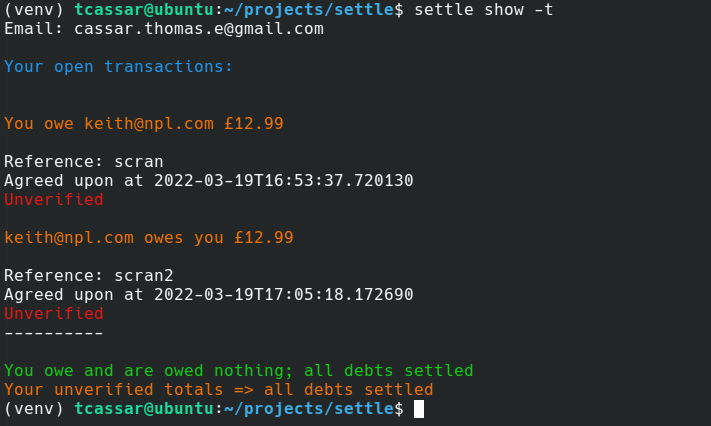 (venv) tcassar@ubuntu:~/projects/settle$ settle show -t
Email: cassar.thomas.e@gmail.com
Your open transactions:
You owe keith@npl.com £12.99
Reference: scran
Agreed upon at 2022-03-19T16:53:37.720130
Unverified
keith@npl.com owes you £12.99
Reference: scran2
Agreed upon at 2022-03-19T17:05:18.172690
Unverified
----------
You owe and are owed nothing; all debts settled
Your unverified totals => all debts settled
(venv) tcassar@ubuntu:~/projects/settle$